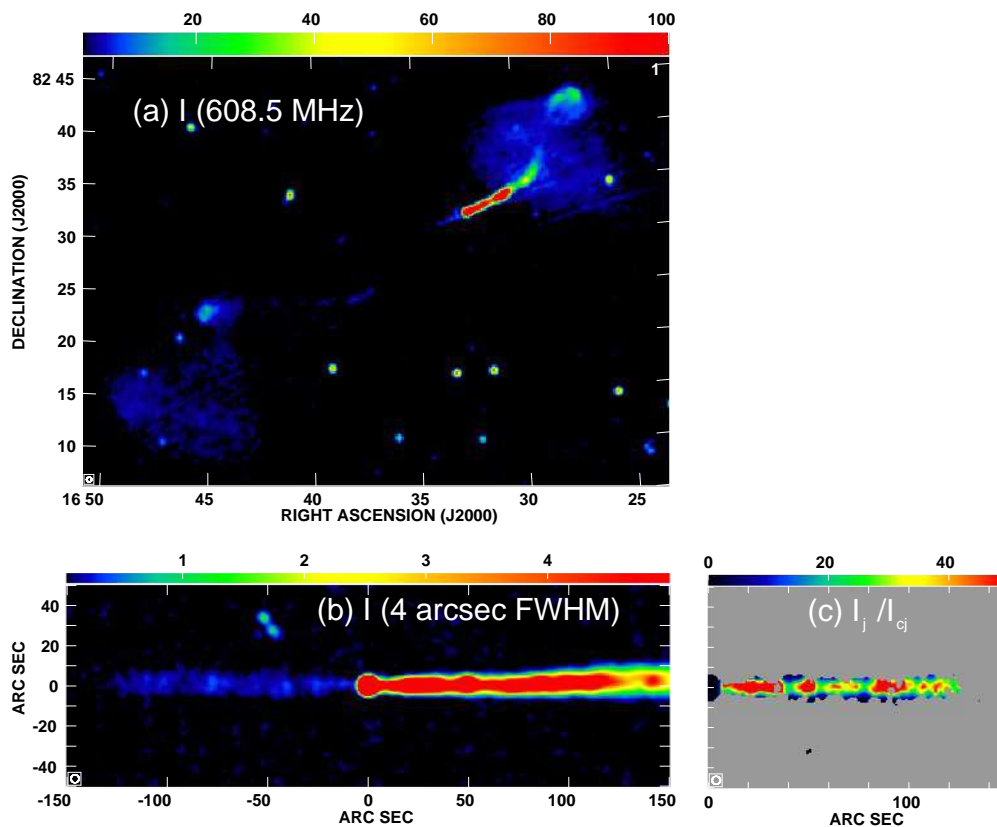 20 40 60 80 100
1
(a) I (608.5 MHz)
82 45
40
35
30
25
20
15
10
DECLINATION (J2000)
16 50 45 40 35 30 25
RIGHT ASCENSION (J2000)
1 2 3 4
(b) I (4 arcsec FWHM)
40
20
0
-20
-40
ARC SEC
-150 -100 -50 0 50 100 150
ARC SEC
0 20 40
(c) I_j /I_cj
0 100
ARC SEC